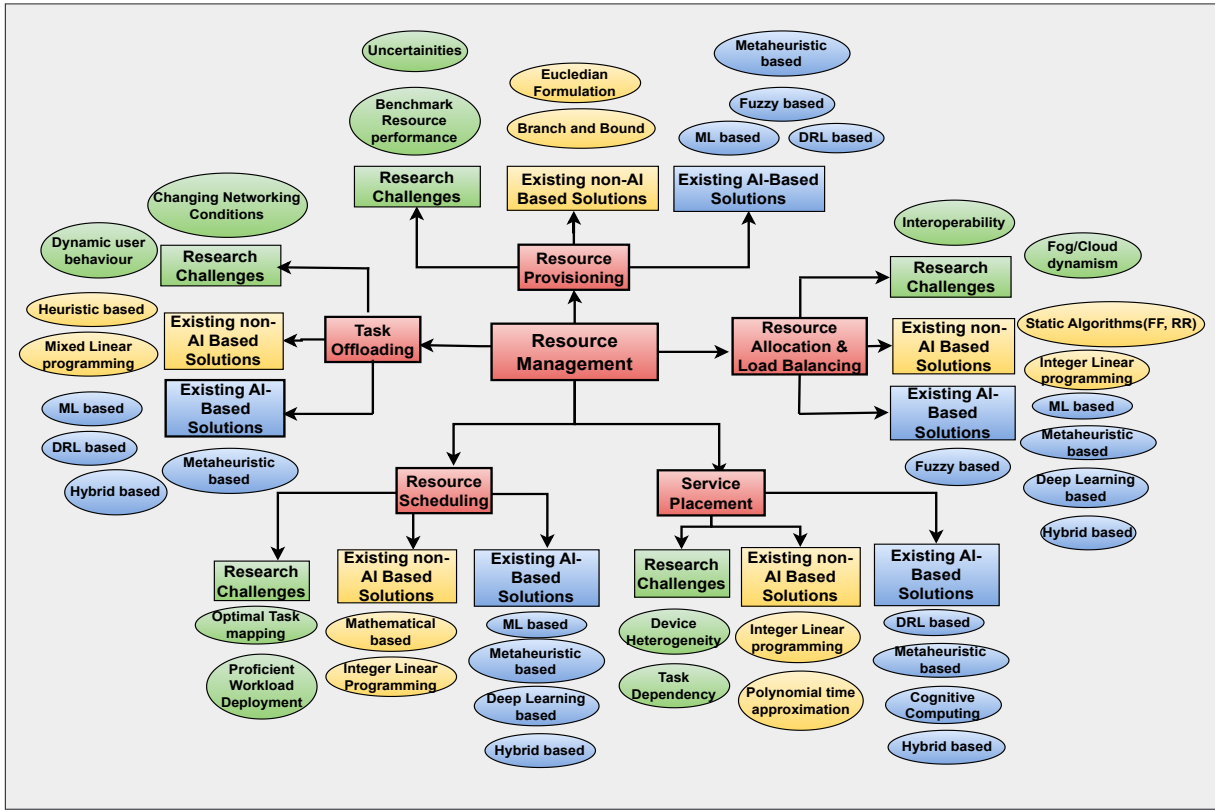 Uncertainities
Benchmark
Resource
performance
Research
Challenges
Eucledian
Formulation
Branch and Bound
Existing non-AI
Based Solutions
Metaheuristic
based
Fuzzy based
ML based
DRL based
Existing AI-Based
Solutions
Resource
Provisioning
Changing Networking
Conditions
Dynamic user
behaviour
Research
Challenges
Heuristic based
Mixed Linear
programming
Existing non-
AI Based
Solutions
Task
Offloading
ML based
DRL based
Hybrid based
Metaheuristic
based
Existing AI-
Based
Solutions
Resource
Management
Interoperability
Fog/Cloud
dynamism
Research
Challenges
Resource
Allocation &
Load Balancing
Existing non-
AI Based
Solutions
Static Algorithms(FF, RR)
Integer Linear
programming
Existing AI-
Based
Solutions
ML based
Metaheuristic
based
Fuzzy based
Deep Learning
based
Hybrid based
Resource
Scheduling
Research
Challenges
Optimal Task
mapping
Proficient
Workload
Deployment
Existing non-
AI Based
Solutions
Mathematical
based
Integer Linear
Programming
Existing AI-
Based
Solutions
ML based
Metaheuristic
based
Deep Learning
based
Hybrid based
Service
Placement
Research
Challenges
Device
Heterogeneity
Task
Dependency
Existing non-
AI Based
Solutions
Integer Linear
programming
Polynomial time
approximation
Existing AI-
Based
Solutions
DRL based
Metaheuristic
based
Cognitive
Computing
Hybrid based